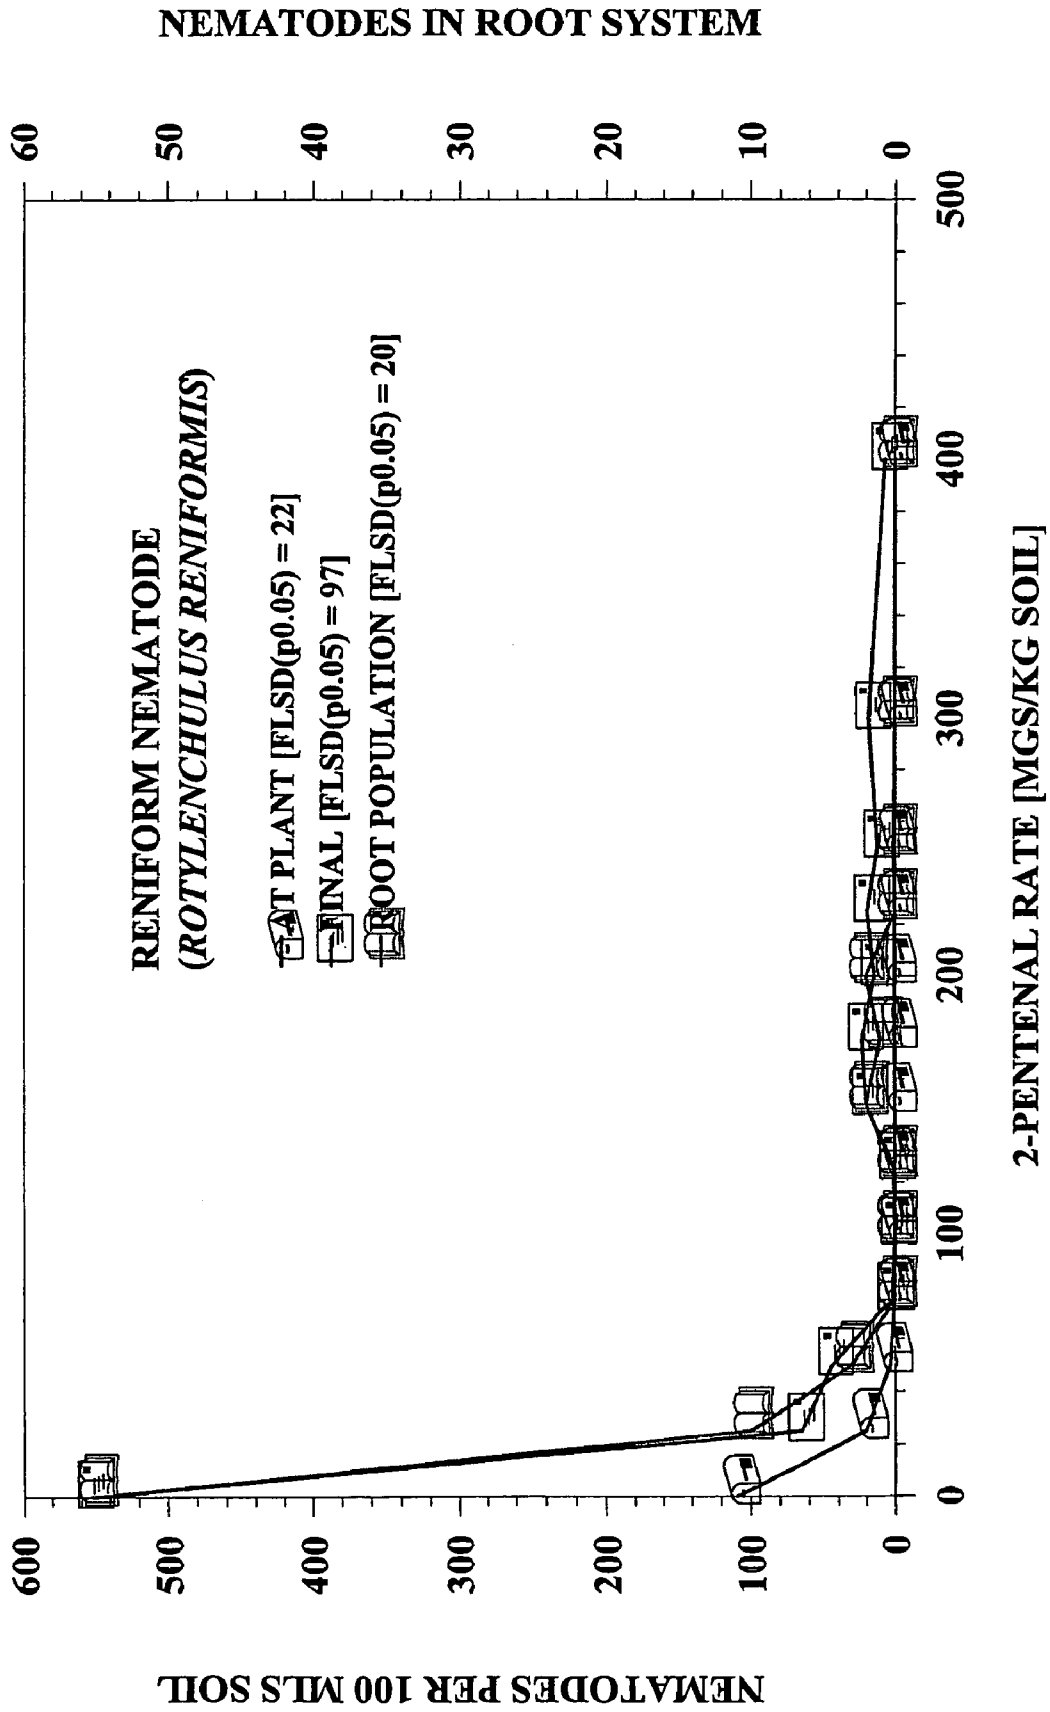 RENIFORM NEMATODE
(ROTYLENCHULUS RENIFORMIS)
AT PLANT [FLSD(p0.05) = 22]
FINAL [FLSD(p0.05) = 97]
ROOT POPULATION [FLSD(p0.05) = 20]
NEMATODES PER 100 MLS SOIL
600
500
400
300
200
100
0
NEMATODES IN ROOT SYSTEM
60
50
40
30
20
10
0
0
100
200
300
400
500
2-PENTENAL RATE [MGS/KG SOIL]